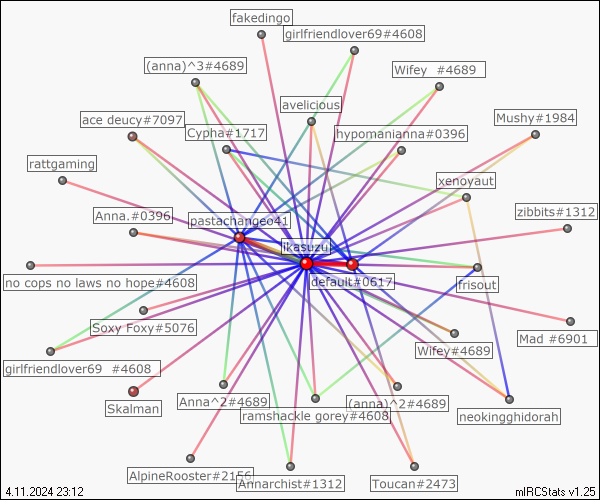 fakedingo
girlfriendlover69#4608
(anna)^3#4689
Wifey  #4689
avelicious
ace deucy#7097
Mushy#1984
Cypha#1717
hypomanianna#0396
rattgaming
xenoyaut
Anna.#0396
pastachangeo41
zibbits#1312
ikasuzu
no cops no laws no hope#4608
default#0617
frisout
Soxy Foxy#5076
Mad #6901
Wifey#4689
girlfriendlover69  #4608
Skalman
Anna^2#4689
(anna)^2#4689
ramshackle gorey#4608
neokingghidorah
AlpineRooster#2156
Annarchist#1312
Toucan#2473
4.11.2024 23:12
mIRCStats v1.25